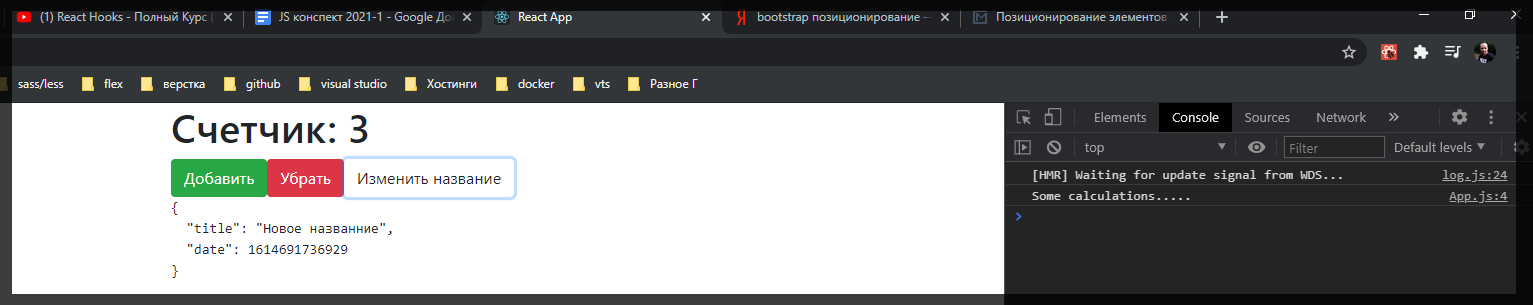 (1) React Hooks - Полный Курс (
JS конспект 2021-1 - Google До
React App
bootstrap позиционирование —
Позиционирование элементов
sass/less
flex
верстка
github
visual studio
Хостинги
docker
vts
Разное Г
Счетчик: 3
Добавить
Убрать
Изменить название
{
"title": "Новое названние",
"date": 1614691736929
}
Elements
Console
Sources
Network
top
Filter
Default levels
[HMR] Waiting for update signal from WDS... log.js:24
Some calculations..... App.js:4